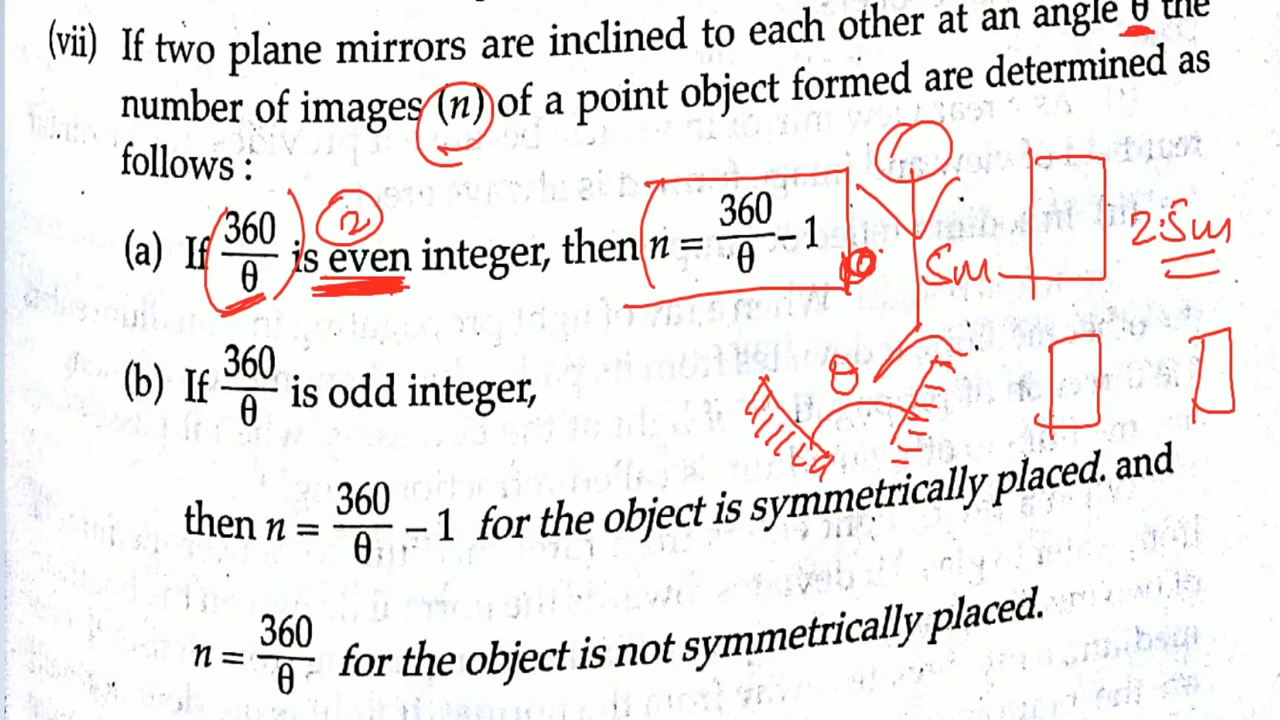 (vii) If two plane mirrors are inclined to each other at an angle θ the
number of images (n) of a point object formed are determined as
follows :
(a) If 360/θ is even integer, then n = 360/θ - 1
2
5m
2.5m
θ
(b) If 360/θ is odd integer,
then n = 360/θ - 1 for the object is symmetrically placed. and
n = 360/θ for the object is not symmetrically placed.